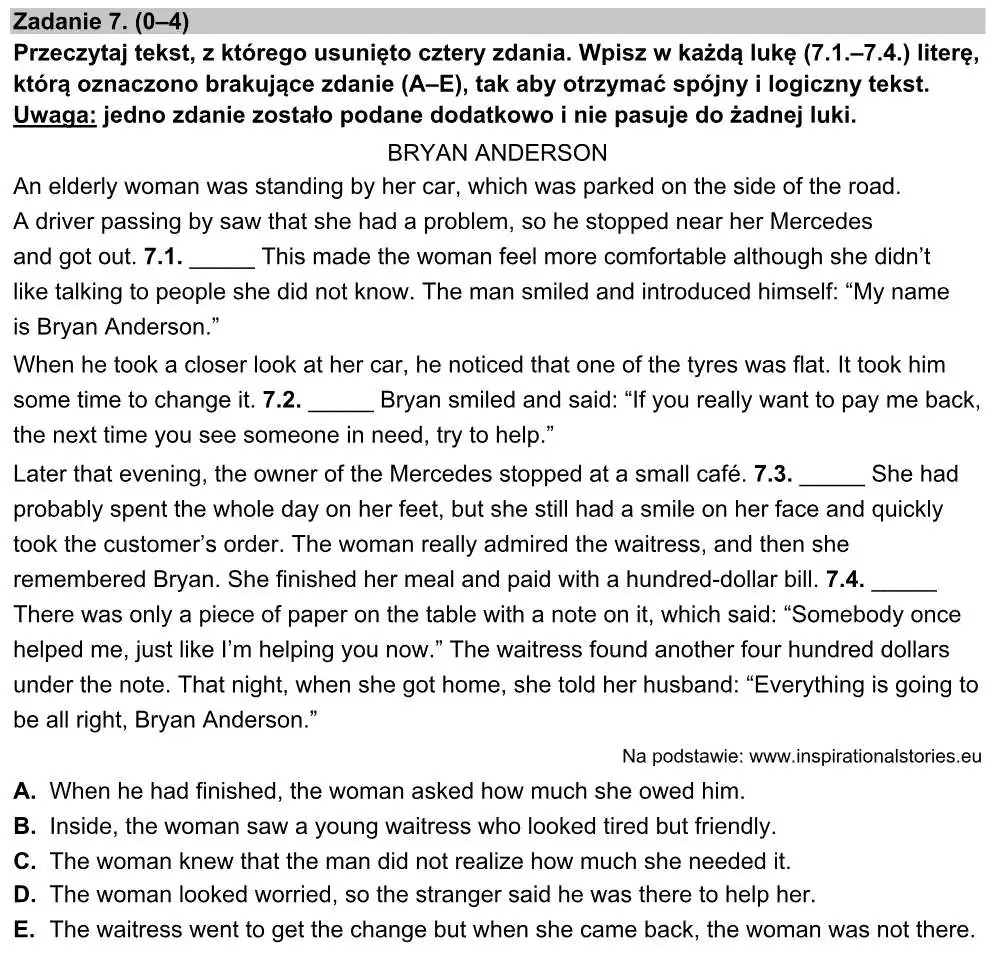 Zadanie 7. (0–4)
Przeczytaj tekst, z którego usunięto cztery zdania. Wpisz w każdą lukę (7.1.–7.4.) literę,
którą oznaczono brakujące zdanie (A–E), tak aby otrzymać spójny i logiczny tekst.
Uwaga: jedno zdanie zostało podane dodatkowo i nie pasuje do żadnej luki.
BRYAN ANDERSON
An elderly woman was standing by her car, which was parked on the side of the road.
A driver passing by saw that she had a problem, so he stopped near her Mercedes
and got out. 7.1. _____ This made the woman feel more comfortable although she didn’t
like talking to people she did not know. The man smiled and introduced himself: “My name
is Bryan Anderson.”
When he took a closer look at her car, he noticed that one of the tyres was flat. It took him
some time to change it. 7.2. _____ Bryan smiled and said: “If you really want to pay me back,
the next time you see someone in need, try to help.”
Later that evening, the owner of the Mercedes stopped at a small café. 7.3. _____ She had
probably spent the whole day on her feet, but she still had a smile on her face and quickly
took the customer’s order. The woman really admired the waitress, and then she
remembered Bryan. She finished her meal and paid with a hundred-dollar bill. 7.4. _____
There was only a piece of paper on the table with a note on it, which said: “Somebody once
helped me, just like I’m helping you now.” The waitress found another four hundred dollars
under the note. That night, when she got home, she told her husband: “Everything is going to
be all right, Bryan Anderson.”
Na podstawie: www.inspirationalstories.eu
A. When he had finished, the woman asked how much she owed him.
B. Inside, the woman saw a young waitress who looked tired but friendly.
C. The woman knew that the man did not realize how much she needed it.
D. The woman looked worried, so the stranger said he was there to help her.
E. The waitress went to get the change but when she came back, the woman was not there.